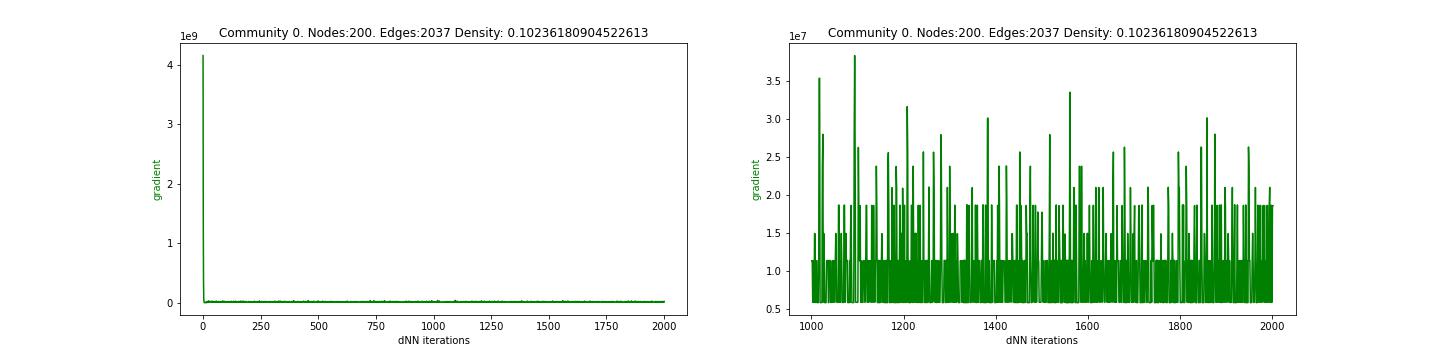 Community 0. Nodes:200. Edges:2037 Density: 0.10236180904522613
1e9
4
3
2
1
0
gradient
0 250 500 750 1000 1250 1500 1750 2000
dNN iterations
Community 0. Nodes:200. Edges:2037 Density: 0.10236180904522613
1e7
3.5
3.0
2.5
2.0
1.5
1.0
0.5
gradient
1000 1200 1400 1600 1800 2000
dNN iterations